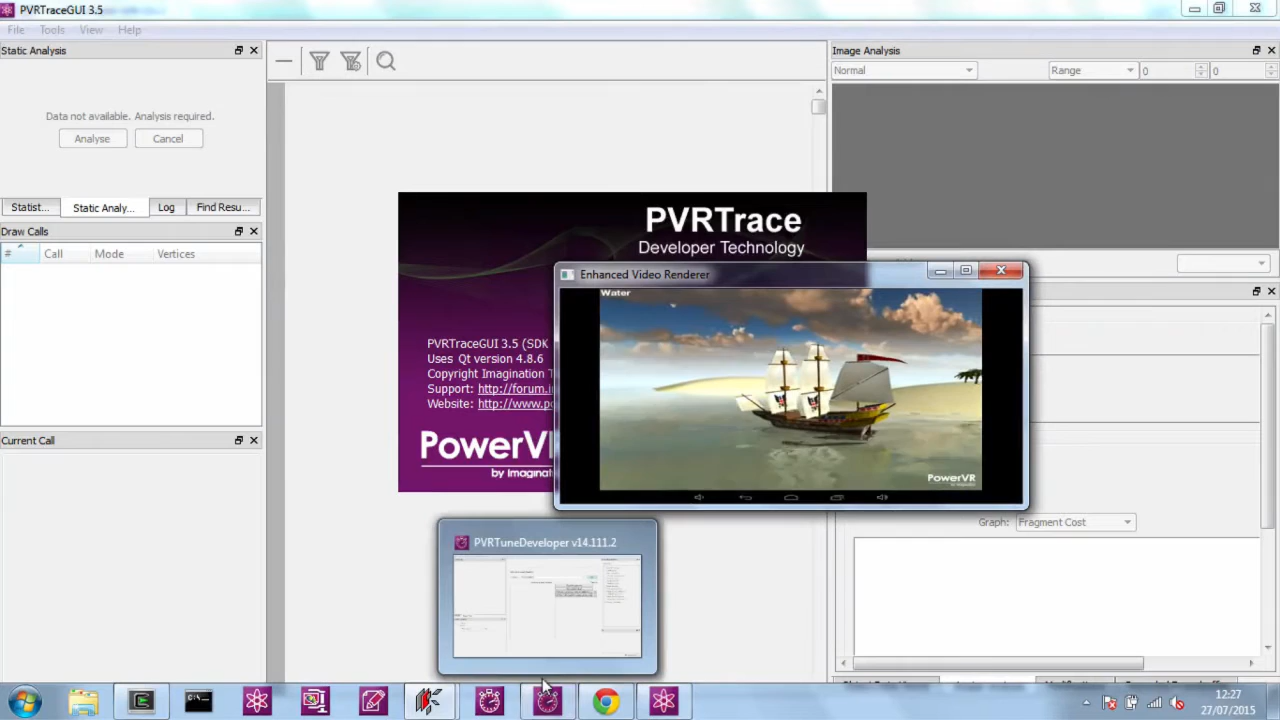 PVRTraceGUI 3.5
File Tools View Help
Static Analysis
Image Analysis
Normal
Range
0
0
Data not available. Analysis required.
Analyse
Cancel
Statist...
Static Analy...
Log
Find Resu...
Draw Calls
#
Call
Mode
Vertices
PVRTrace
Developer Technology
Enhanced Video Renderer
Water
PVRTraceGUI 3.5 (SDK
Uses Qt version 4.8.6
Copyright Imagination T
Support: http://forum.i
Website: http://www.p
PowerV
by Imagina
PowerVR
Current Call
Graph:
Fragment Cost
PVRTuneDeveloper v14.111.2
12:27
27/07/2015